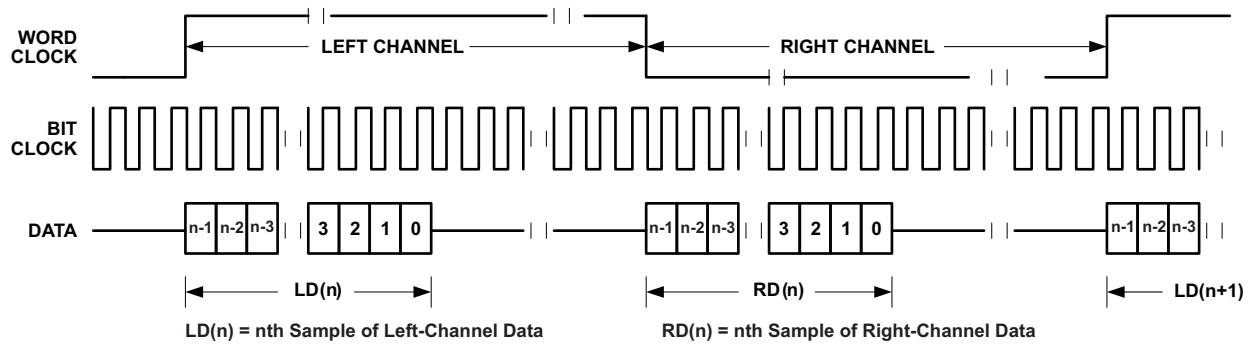 WORD CLOCK
LEFT CHANNEL
RIGHT CHANNEL
BIT CLOCK
DATA
n-1 n-2 n-3 3 2 1 0 n-1 n-2 n-3 3 2 1 0 n-1 n-2 n-3
LD(n) RD(n) LD(n+1)
LD(n) = nth Sample of Left-Channel Data
RD(n) = nth Sample of Right-Channel Data